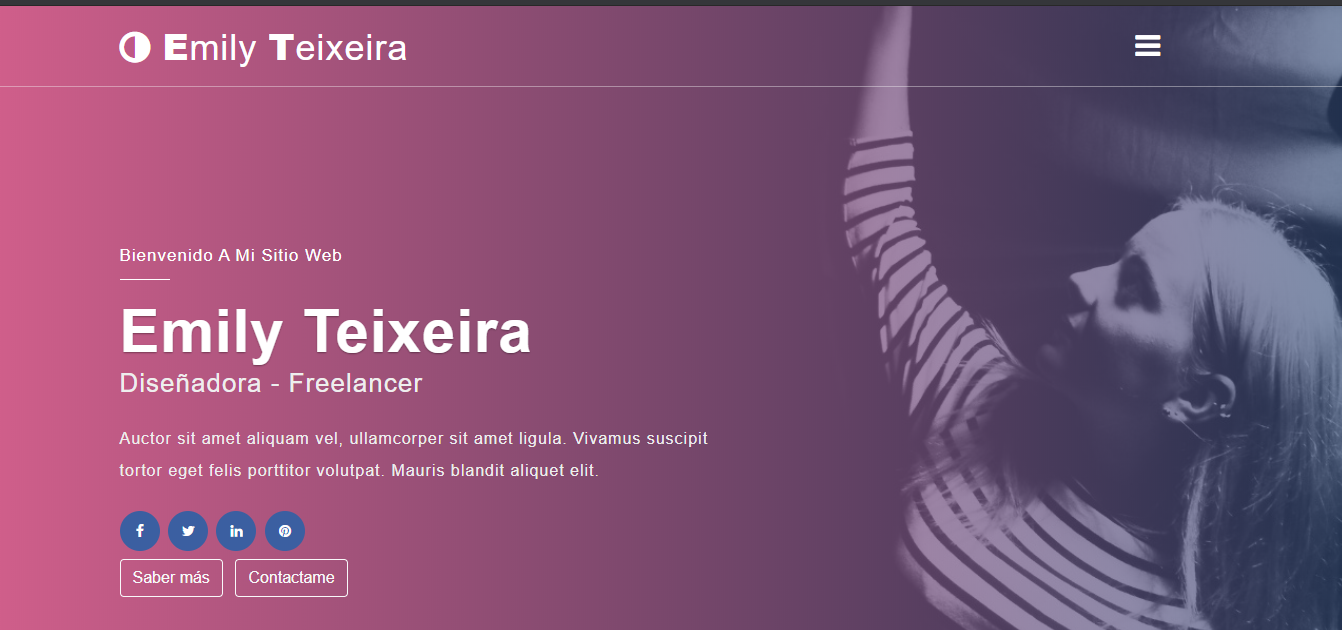 Emily Teixeira
Bienvenido A Mi Sitio Web
Emily Teixeira
Diseñadora - Freelancer
Auctor sit amet aliquam vel, ullamcorper sit amet ligula. Vivamus suscipit
tortor eget felis porttitor volutpat. Mauris blandit aliquet elit.
Saber más Contactame